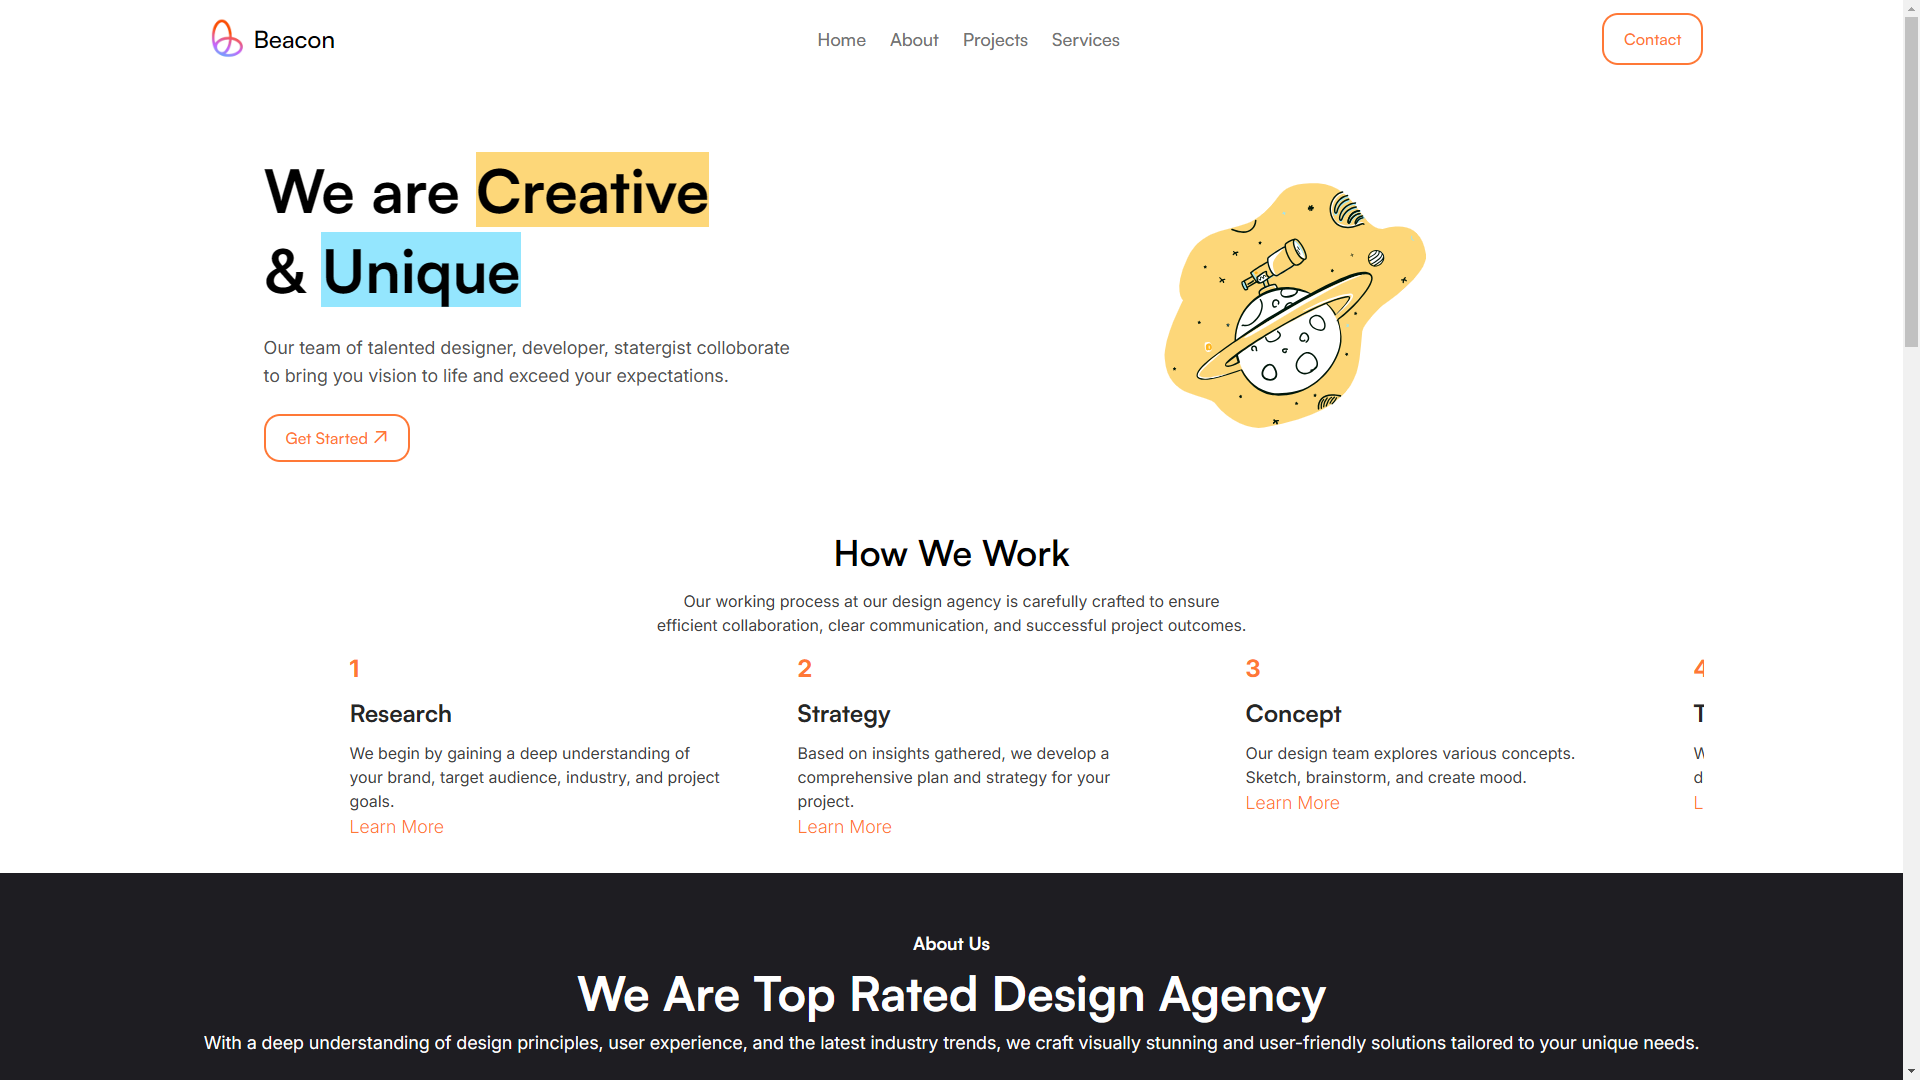 Beacon
Home About Projects Services
Contact
We are Creative
& Unique
Our team of talented designer, developer, statergist colloborate
to bring you vision to life and exceed your expectations.
Get Started
How We Work
Our working process at our design agency is carefully crafted to ensure
efficient collaboration, clear communication, and successful project outcomes.
1
Research
We begin by gaining a deep understanding of
your brand, target audience, industry, and project
goals.
Learn More
2
Strategy
Based on insights gathered, we develop a
comprehensive plan and strategy for your
project.
Learn More
3
Concept
Our design team explores various concepts.
Sketch, brainstorm, and create mood.
Learn More
4
About Us
We Are Top Rated Design Agency
With a deep understanding of design principles, user experience, and the latest industry trends, we craft visually stunning and user-friendly solutions tailored to your unique needs.